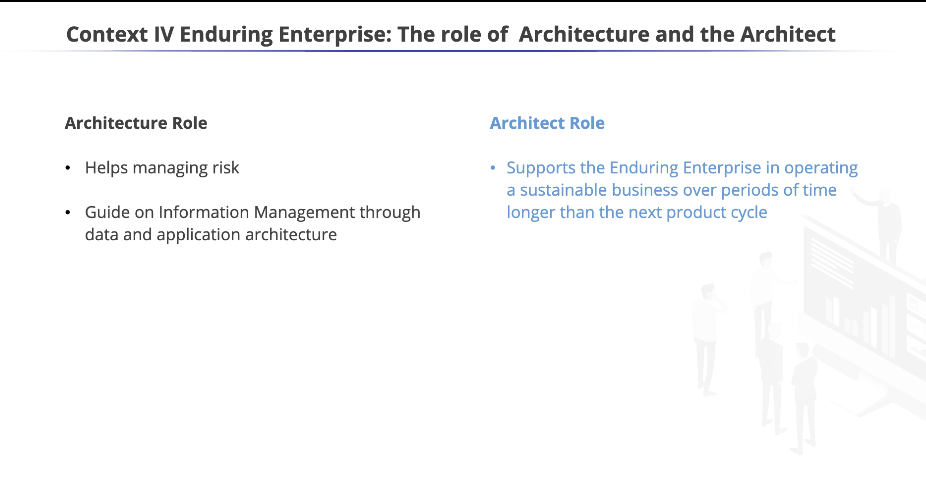 Context IV Enduring Enterprise: The role of  Architecture and the Architect
Architecture Role
• Helps managing risk
• Guide on Information Management through
data and application architecture
Architect Role
• Supports the Enduring Enterprise in operating
a sustainable business over periods of time
longer than the next product cycle